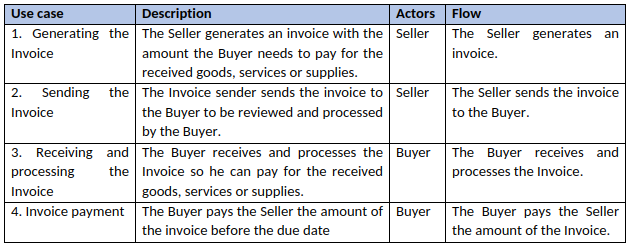 Use case Description Actors Flow
1. Generating the The Seller generates an invoice with the Seller The Seller generates an
Invoice amount the Buyer needs to pay for the invoice.
received goods, services or supplies.
2. Sending the The Invoice sender sends the invoice to Seller The Seller sends the invoice
Invoice the Buyer to be reviewed and processed to the Buyer.
by the Buyer.
3. Receiving and The Buyer receives and processes the Buyer The Buyer receives and
processing the Invoice so he can pay for the received processes the Invoice.
Invoice goods, services or supplies.
4. Invoice payment The Buyer pays the Seller the amount of Buyer The Buyer pays the Seller
the invoice before the due date the amount of the Invoice.